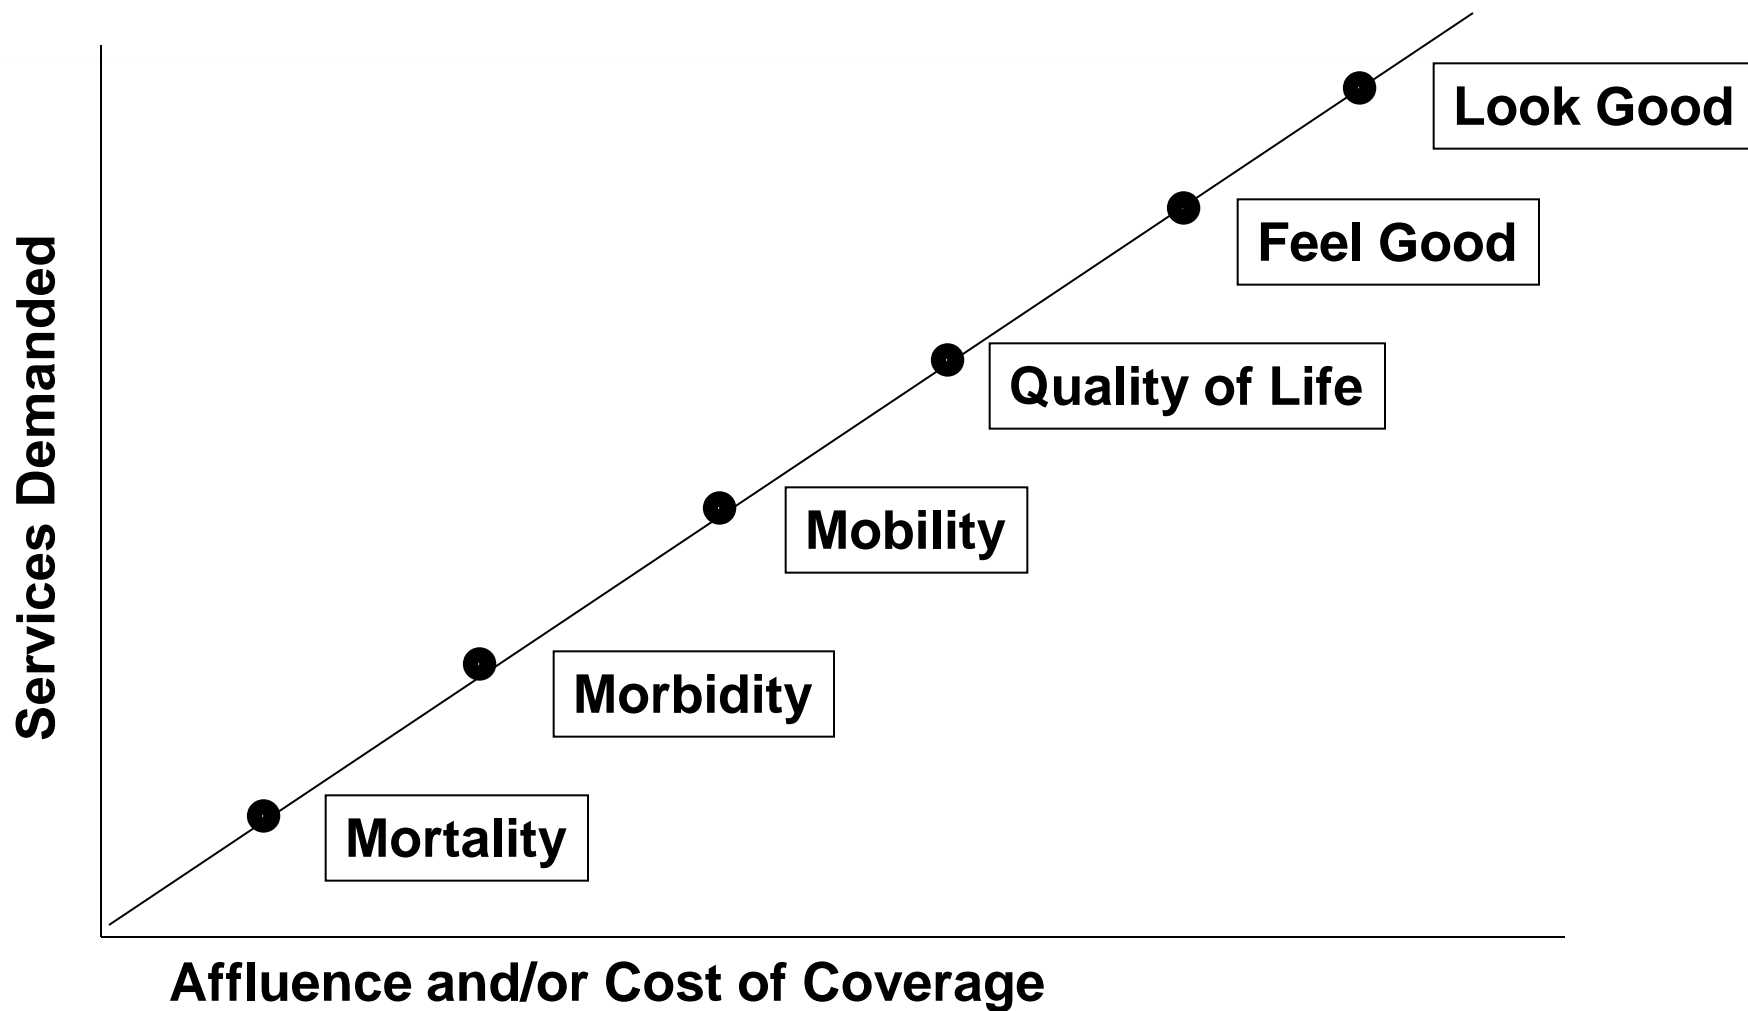 Look Good
Feel Good
Quality of Life
Mobility
Morbidity
Mortality
Services Demanded
Affluence and/or Cost of Coverage